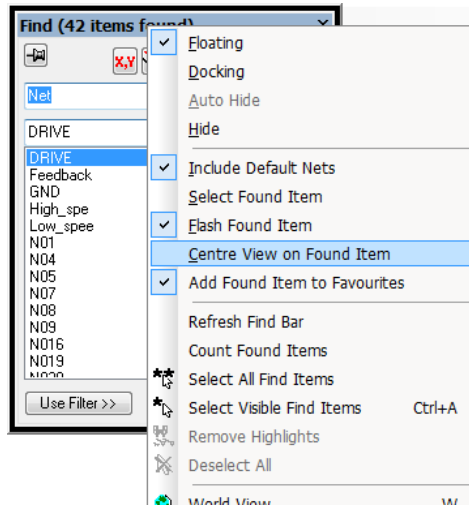 Find (42 items found)
X,Y
Net
DRIVE
DRIVE
Feedback
GND
High_spe
Low_spee
N01
N04
N05
N07
N08
N09
N016
N019
N020
Use Filter >>
Floating
Docking
Auto Hide
Hide
Include Default Nets
Select Found Item
Flash Found Item
Centre View on Found Item
Add Found Item to Favourites
Refresh Find Bar
Count Found Items
Select All Find Items
Select Visible Find Items Ctrl+A
Remove Highlights
Deselect All
World View W